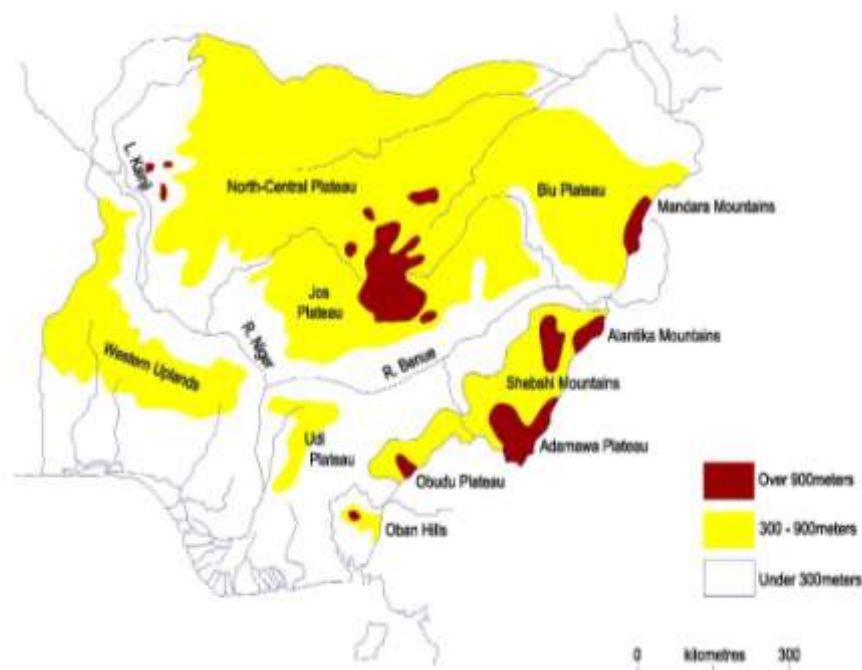 L. Kainji
North-Central Plateau
Biu Plateau
Mandara Mountains
Jos
Plateau
R. Niger
R. Benue
Alantika Mountains
Western Uplands
Shebshi Mountains
Udi
Plateau
Adamawa Plateau
Obudu Plateau
Oban Hills
Over 900meters
300 - 900meters
Under 300meters
0 kilometres 300